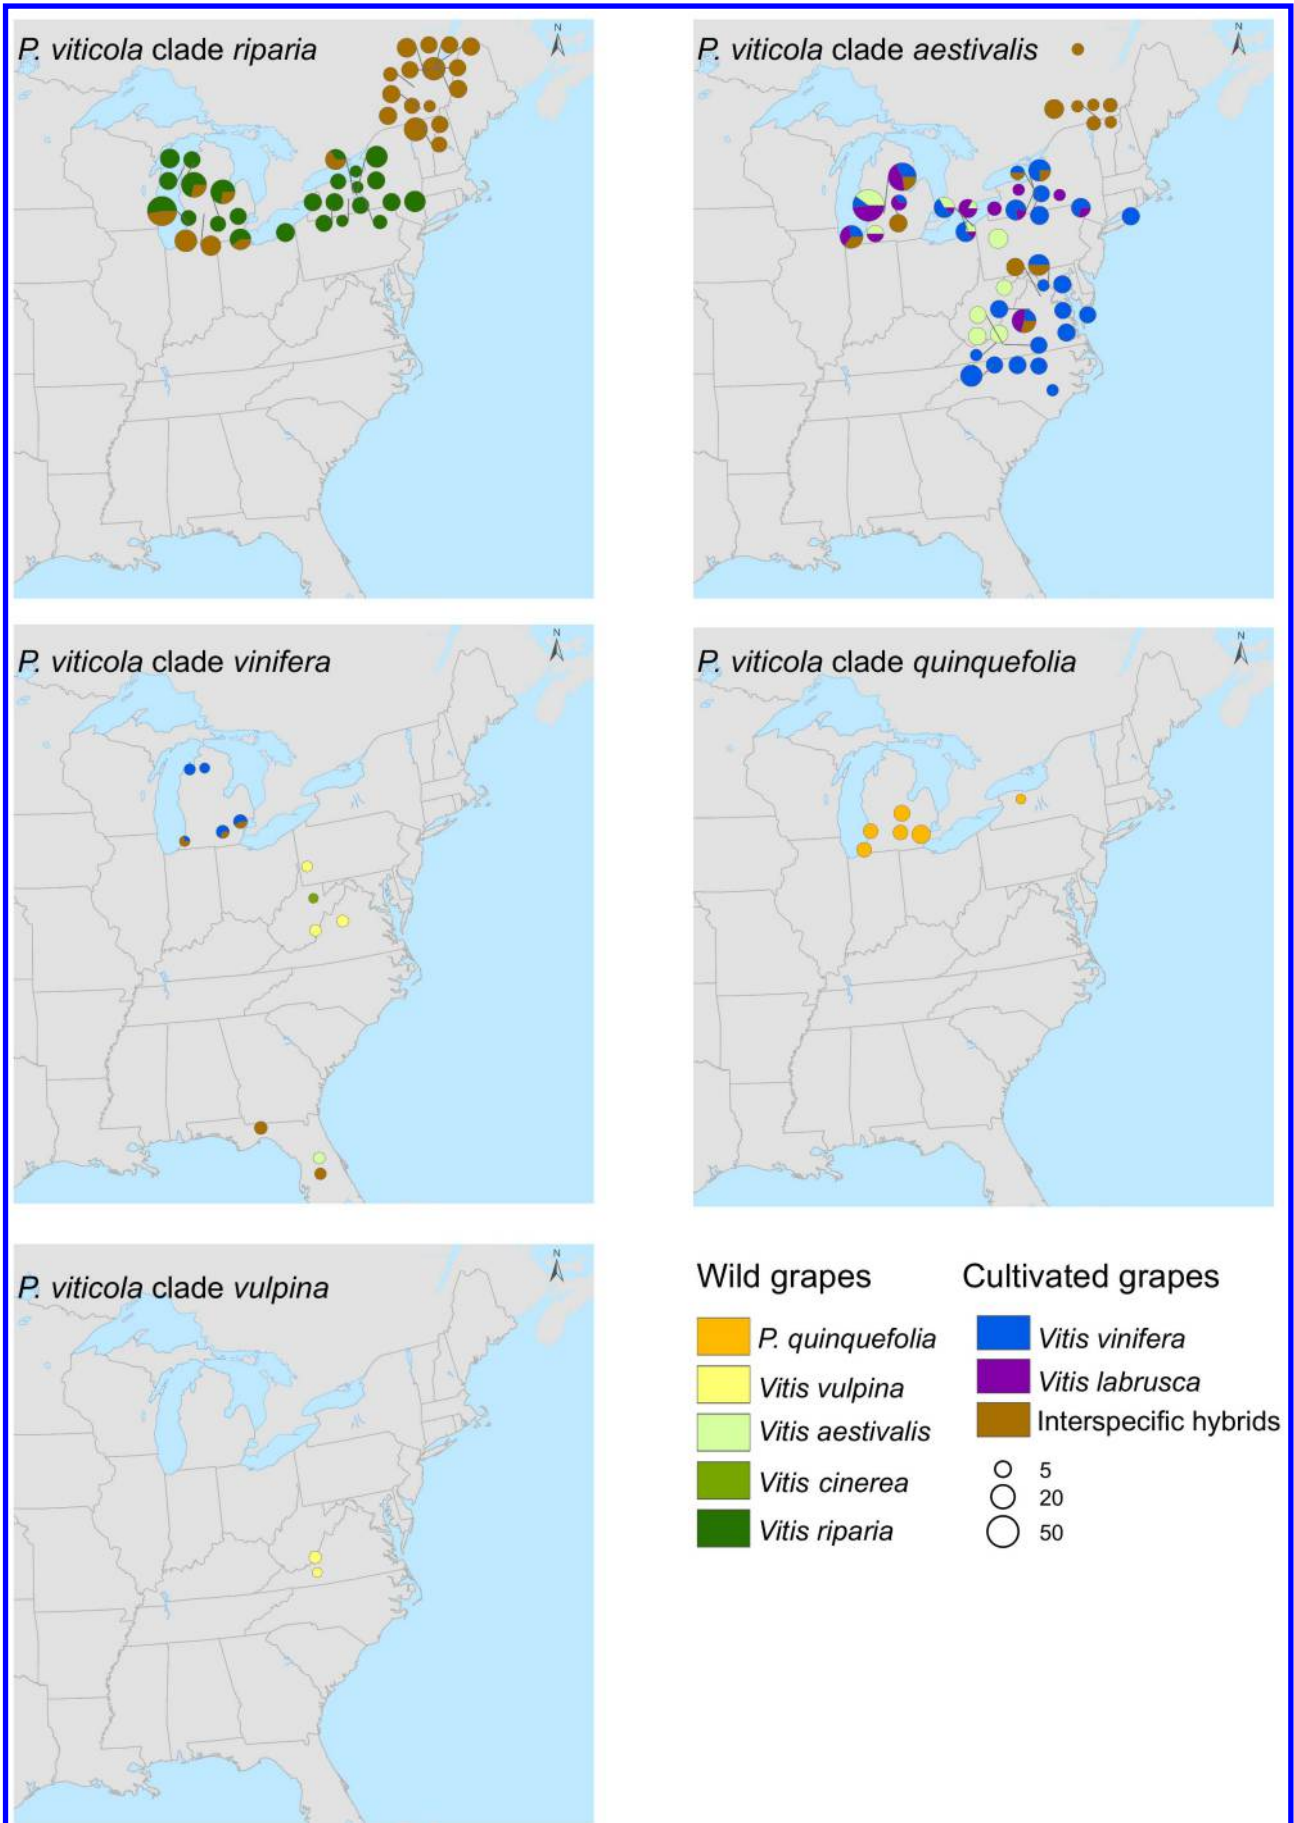 P. viticola clade riparia
N
P. viticola clade aestivalis
N
P. viticola clade vinifera
N
P. viticola clade quinquefolia
N
P. viticola clade vulpina
N
Wild grapes
P. quinquefolia
Vitis vulpina
Vitis aestivalis
Vitis cinerea
Vitis riparia
Cultivated grapes
Vitis vinifera
Vitis labrusca
Interspecific hybrids
5
20
50